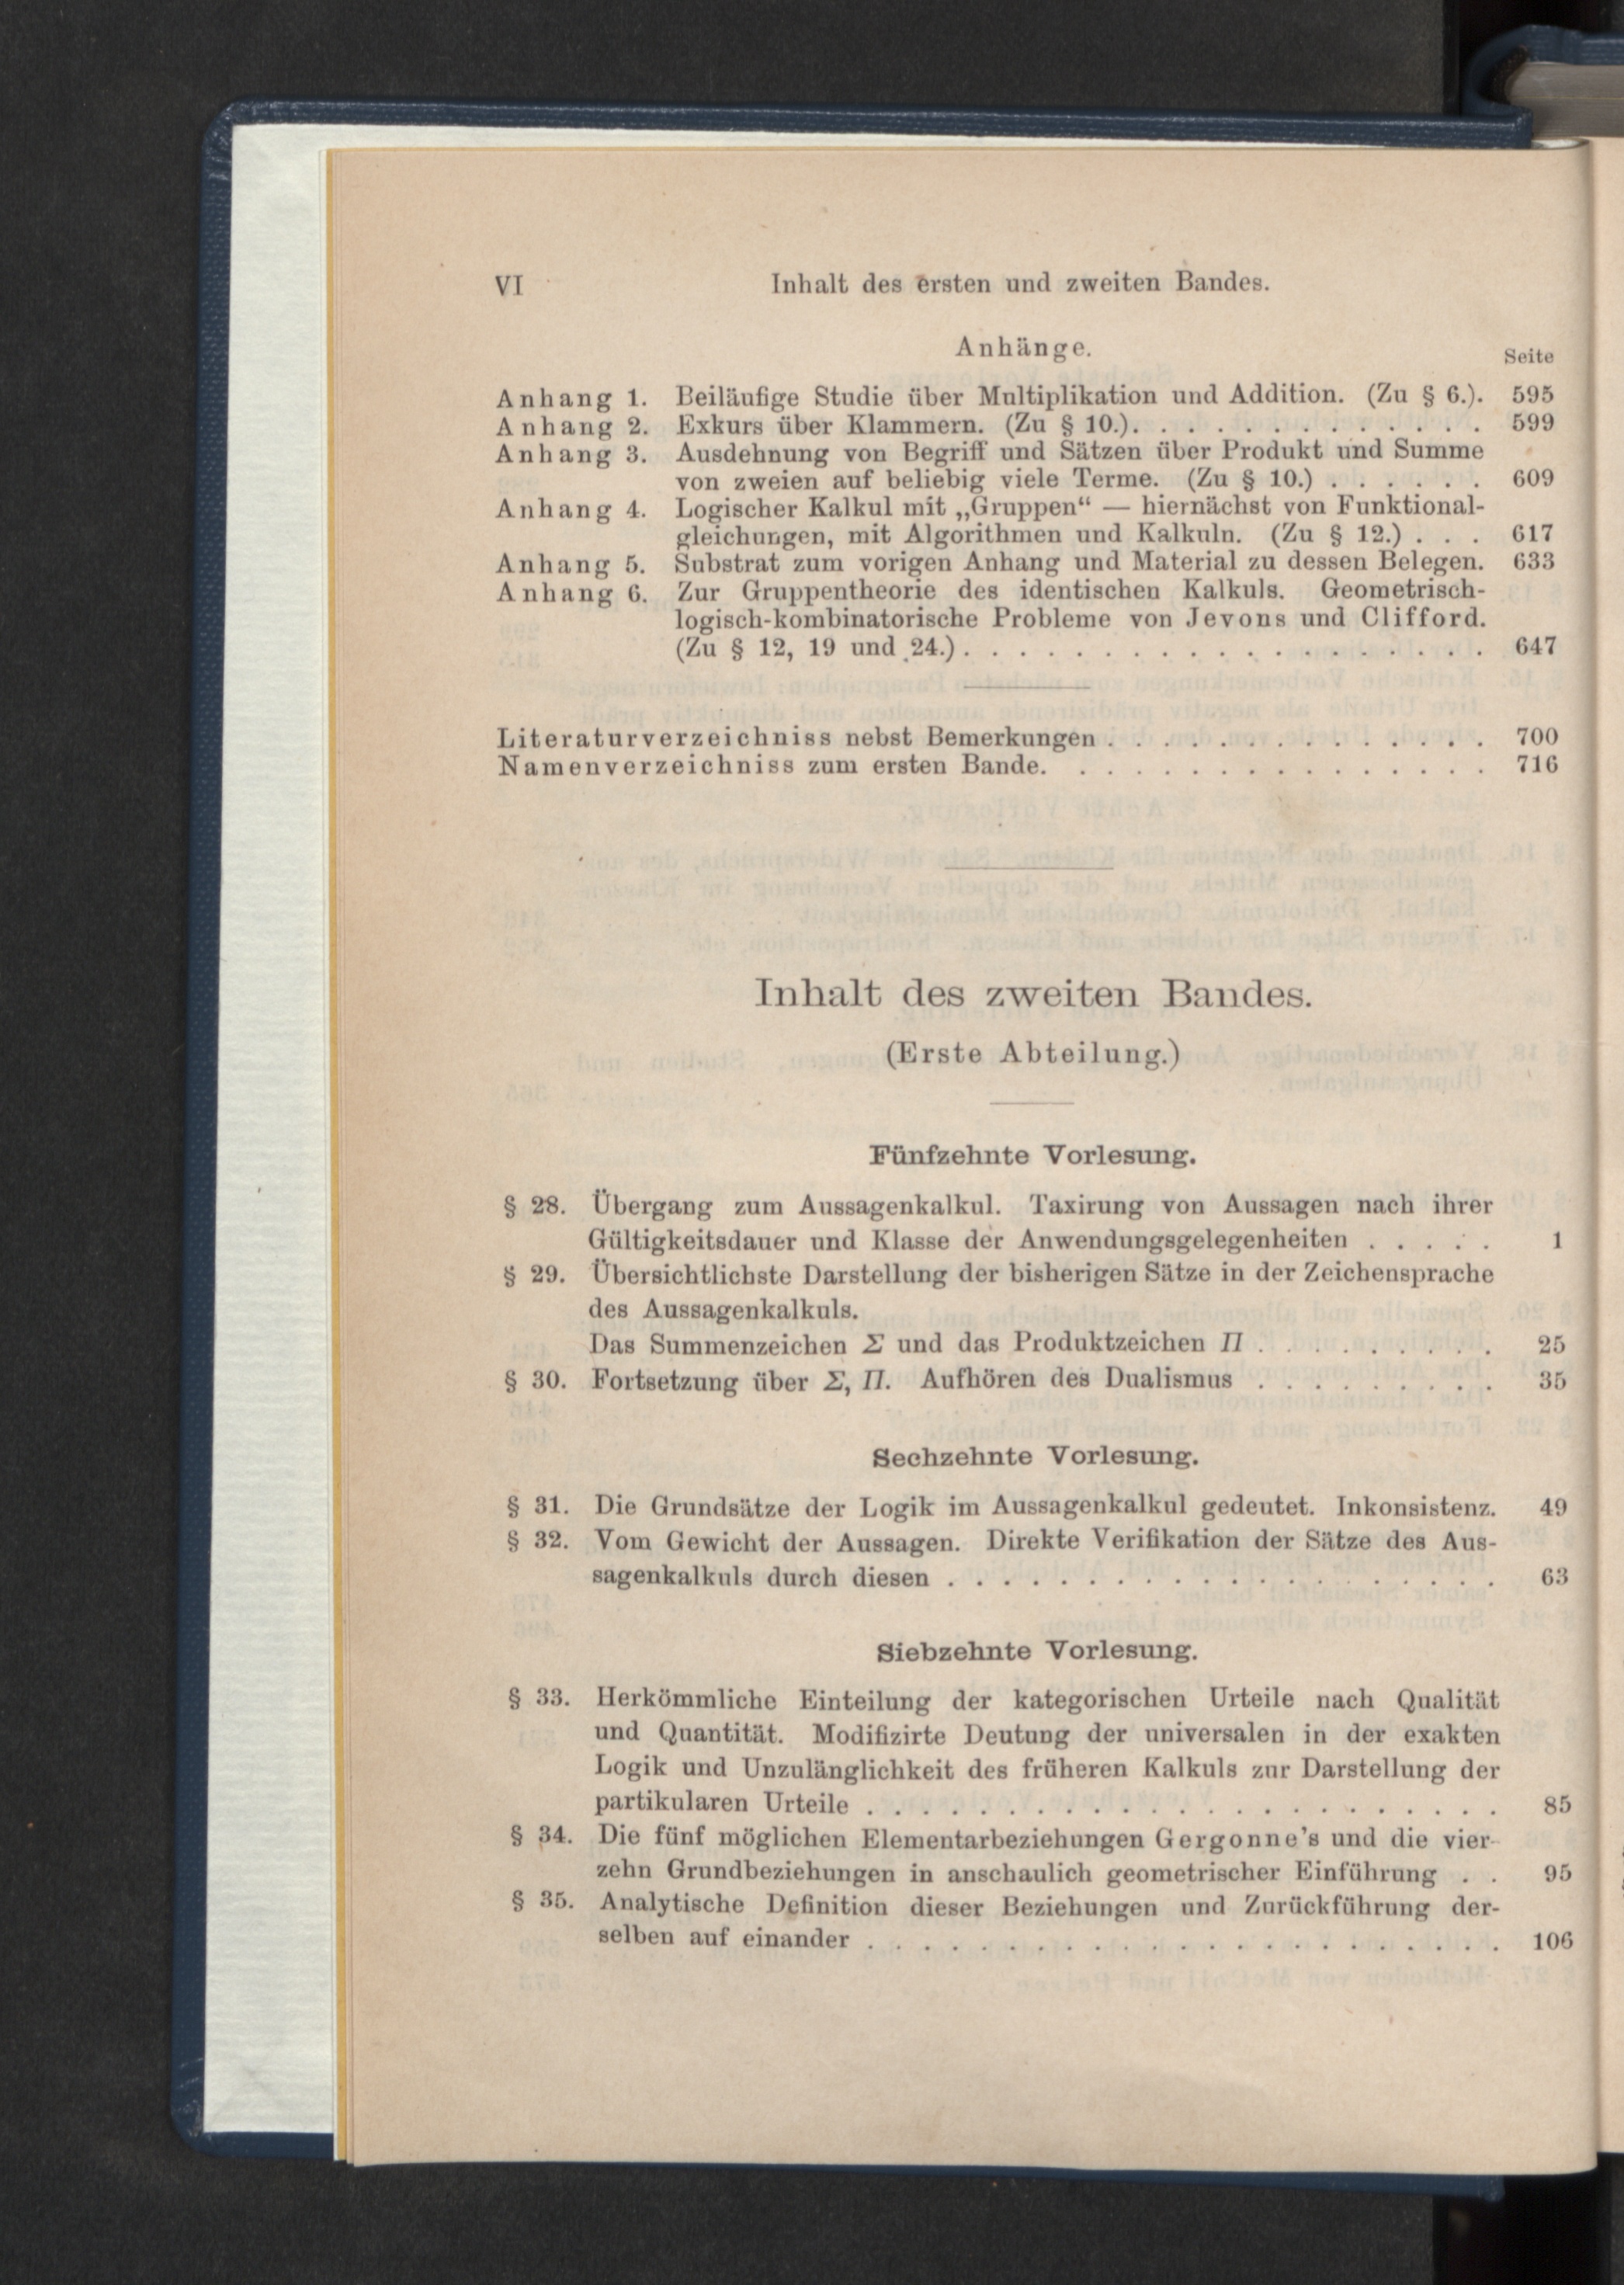 VI Inhalt des ersten und zweiten Bandes.
Anhänge.
Seite
Anhang 1. Beiläufige Studie über Multiplikation und Addition. (Zu § 6.). 595
Anhang 2. Exkurs über Klammern. (Zu § 10.). . . . . . . . . . . . . 599
Anhang 3. Ausdehnung von Begriff und Sätzen über Produkt und Summe
von zweien auf beliebig viele Terme. (Zu § 10.) . . . . . . 609
Anhang 4. Logischer Kalkul mit „Gruppen“ — hiernächst von Funktional-
gleichungen, mit Algorithmen und Kalkuln. (Zu § 12.) . . . 617
Anhang 5. Substrat zum vorigen Anhang und Material zu dessen Belegen. 633
Anhang 6. Zur Gruppentheorie des identischen Kalkuls. Geometrisch-
logisch-kombinatorische Probleme von Jevons und Clifford.
(Zu § 12, 19 und 24.) . . . . . . . . . . . . . . . . . . . 647
Literaturverzeichniss nebst Bemerkungen . . . . . . . . . . . . . . 700
Namenverzeichniss zum ersten Bande. . . . . . . . . . . . . . . . 716
Inhalt des zweiten Bandes.
(Erste Abteilung.)
Fünfzehnte Vorlesung.
§ 28. Übergang zum Aussagenkalkul. Taxirung von Aussagen nach ihrer
Gültigkeitsdauer und Klasse der Anwendungsgelegenheiten . . . . . 1
§ 29. Übersichtlichste Darstellung der bisherigen Sätze in der Zeichensprache
des Aussagenkalkuls.
Das Summenzeichen Σ und das Produktzeichen Π . . . . . . . . . 25
§ 30. Fortsetzung über Σ, Π. Aufhören des Dualismus . . . . . . . . . 35
Sechzehnte Vorlesung.
§ 31. Die Grundsätze der Logik im Aussagenkalkul gedeutet. Inkonsistenz. 49
§ 32. Vom Gewicht der Aussagen. Direkte Verifikation der Sätze des Aus-
sagenkalkuls durch diesen . . . . . . . . . . . . . . . . . . . . 63
Siebzehnte Vorlesung.
§ 33. Herkömmliche Einteilung der kategorischen Urteile nach Qualität
und Quantität. Modifizirte Deutung der universalen in der exakten
Logik und Unzulänglichkeit des früheren Kalkuls zur Darstellung der
partikularen Urteile . . . . . . . . . . . . . . . . . . . . . . . 85
§ 34. Die fünf möglichen Elementarbeziehungen Gergonne's und die vier-
zehn Grundbeziehungen in anschaulich geometrischer Einführung . . 95
§ 35. Analytische Definition dieser Beziehungen und Zurückführung der-
selben auf einander . . . . . . . . . . . . . . . . . . . . . . . 106